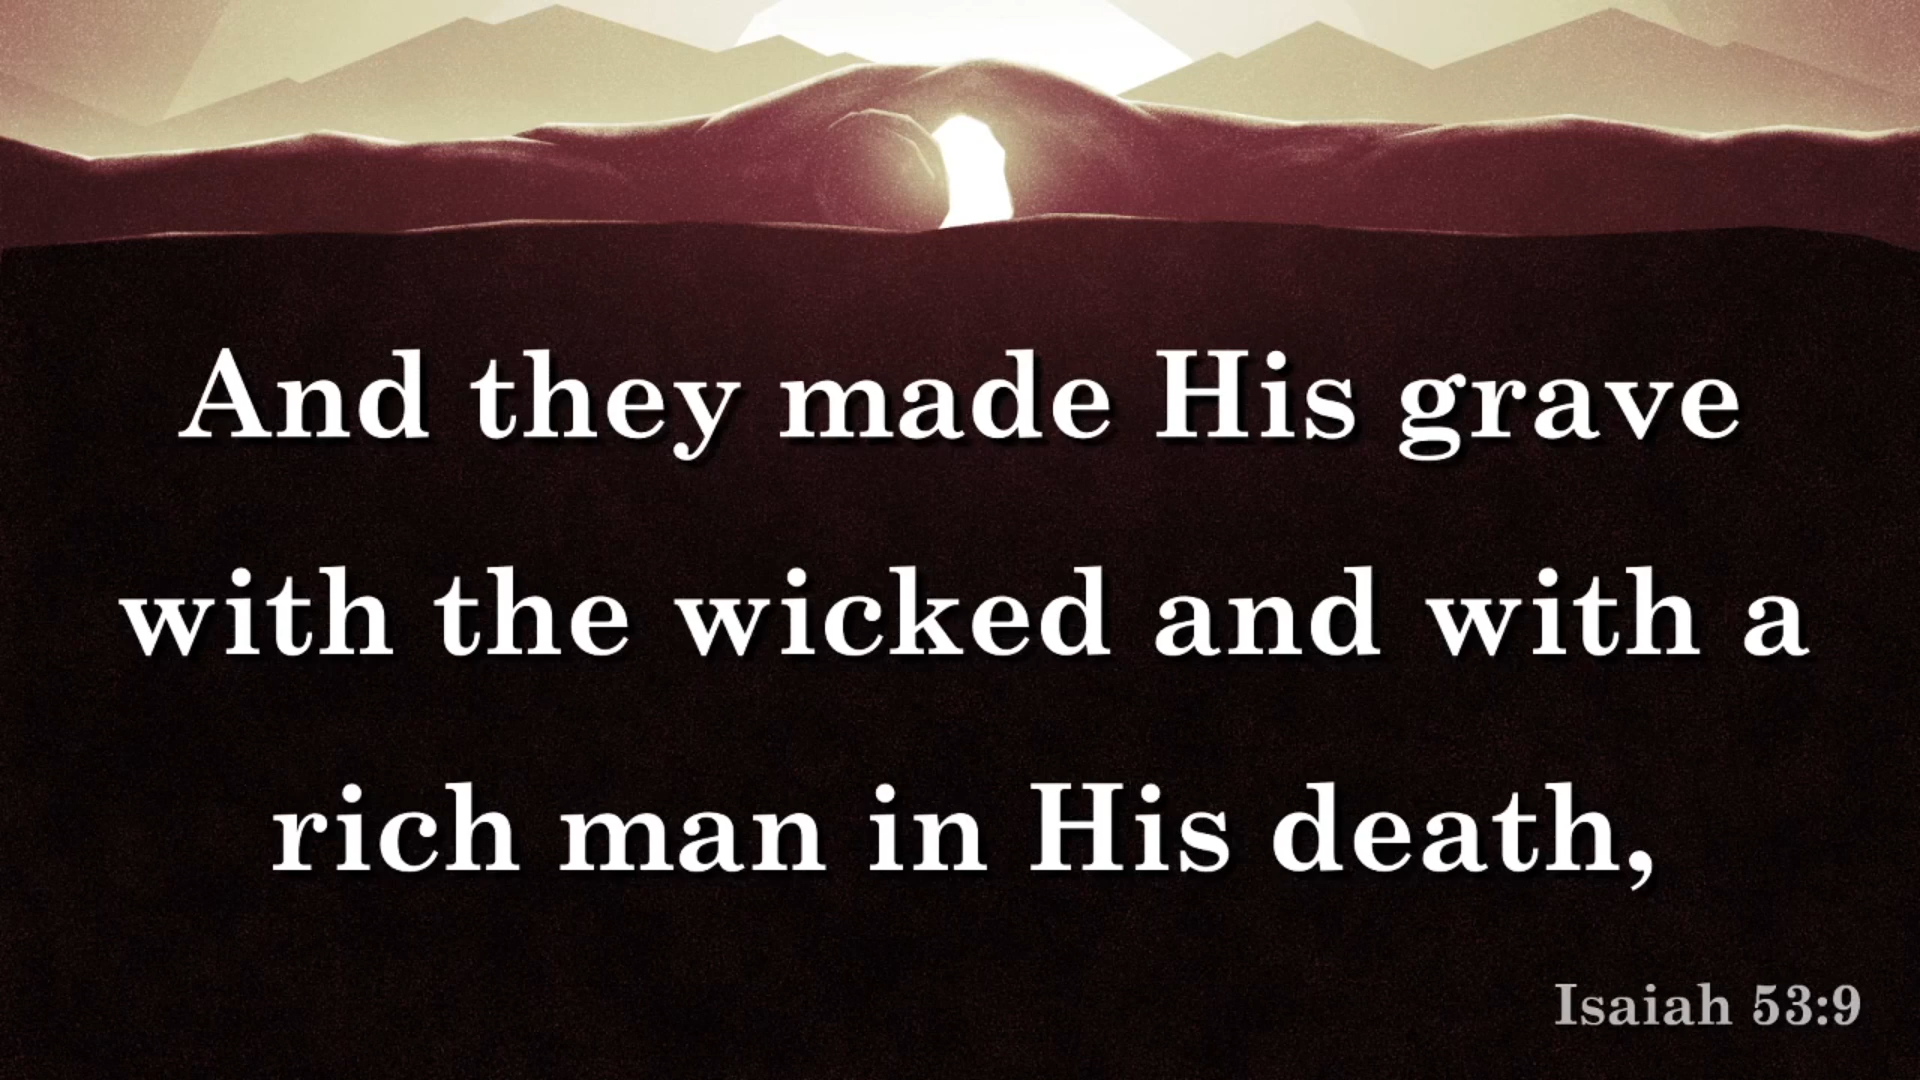 And they made His grave
with the wicked and with a
rich man in His death,
Isaiah 53:9